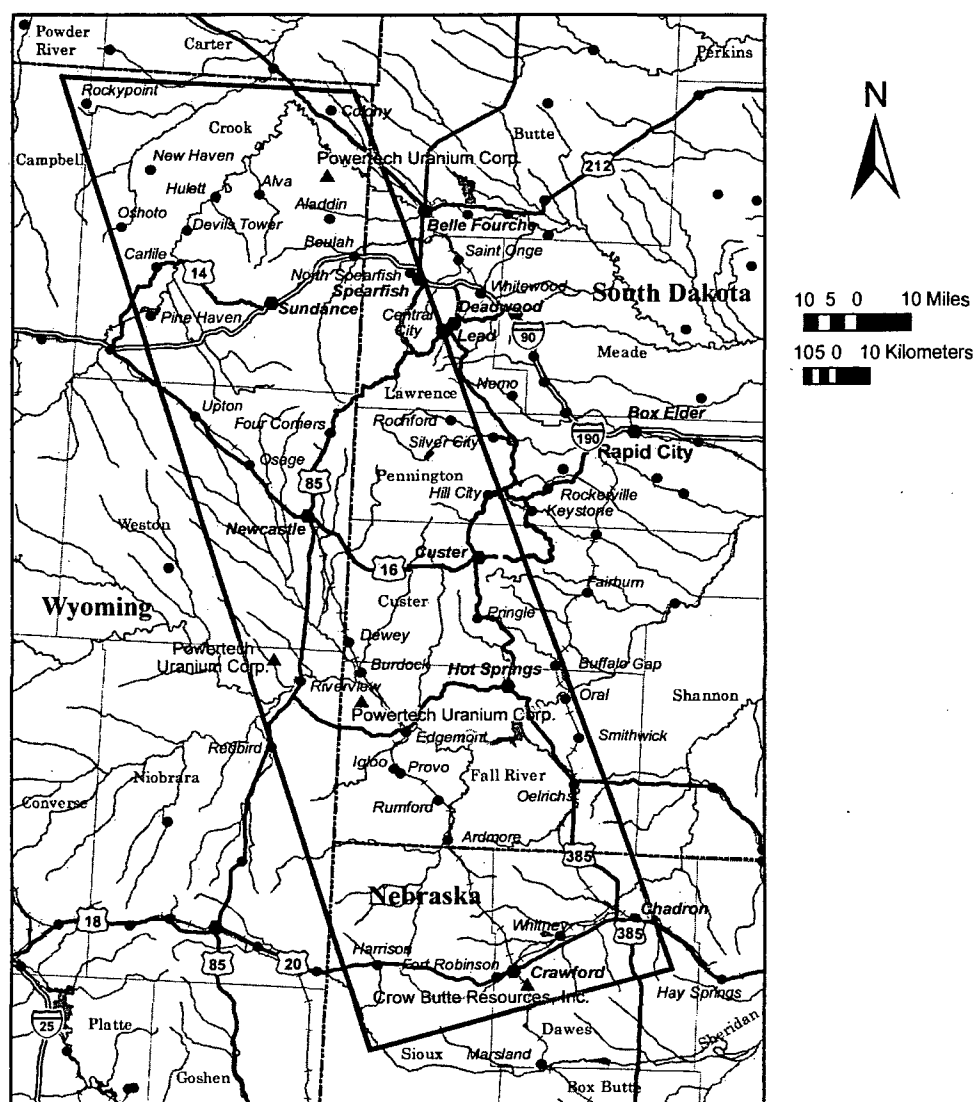 Powder
River
Carter
Perkins
Rockypoint
Colony
Crook
Butte
N
Campbell
New Haven
Powertech Uranium Corp.
212
Hulett
Alva
Aladdin
Oshoto
Devils Tower
Belle Fourche
Beulah
Saint Onge
Carlile
14
North Spearfish
Spearfish
Whitewood
South Dakota
Sundance
Pine Haven
Central
City
Deadwood
Lead
90
Meade
10 5 0 10 Miles
105 0 10 Kilometers
Lawrence
Nemo
Upton
Four Corners
Rochford
Box Elder
Silver City
190
Rapid City
Osage
85
Pennington
Hill City
Rockerville
Keystone
Weston
Newcastle
16
Custer
Custer
Fairburn
Wyoming
Pringle
Dewey
Powertech
Uranium Corp.
Burdock
Hot Springs
Buffalo Gap
Riverview
Oral
Shannon
Powertech Uranium Corp.
Edgemont
Smithwick
Redbird
Igloo
Provo
Niobrara
Fall River
Converse
Rumford
Oelrichs
Ardmore
385
Nebraska
18
Whitney
Chadron
385
85
20
Harrison
Fort Robinson
Crawford
Crow Butte Resources, Inc.
Hay Springs
25
Platte
Dawes
Sheridan
Sioux
Marsland
Goshen
Box Butte